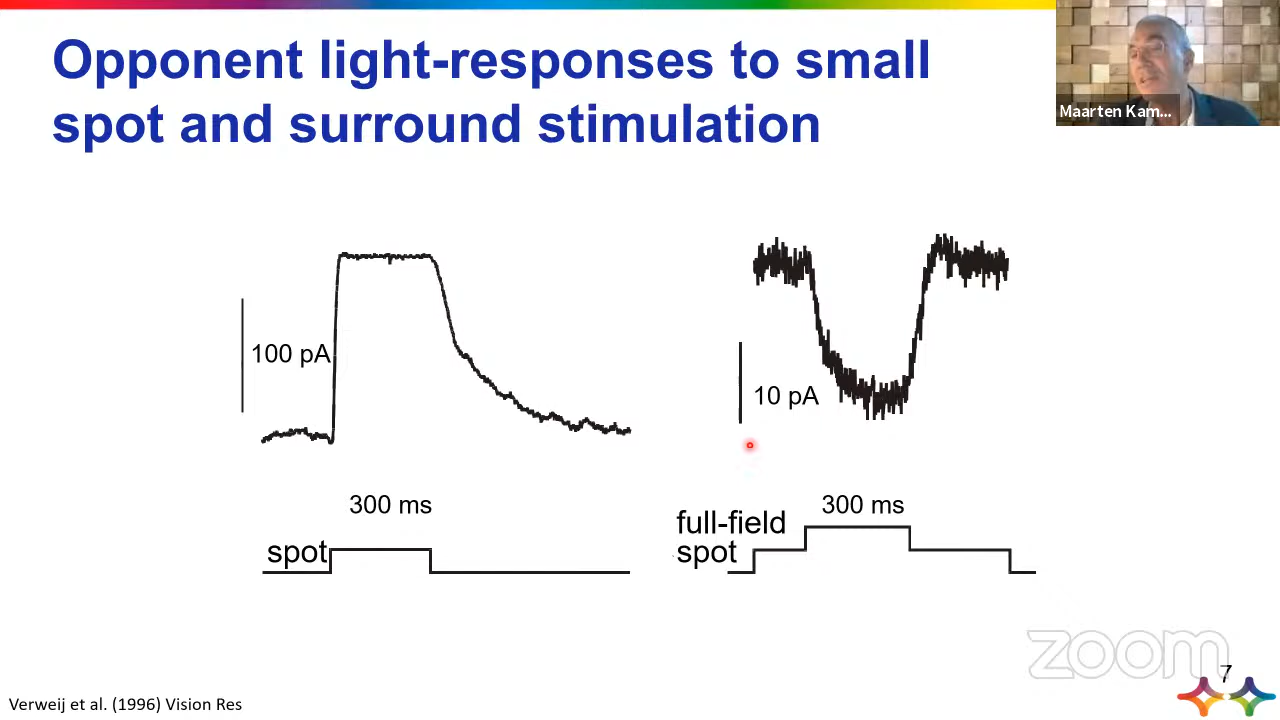 Opponent light-responses to small
spot and surround stimulation
Maarten Kam...
100 pA
10 pA
300 ms
spot
300 ms
full-field
spot
zoom
7
Verweij et al. (1996) Vision Res